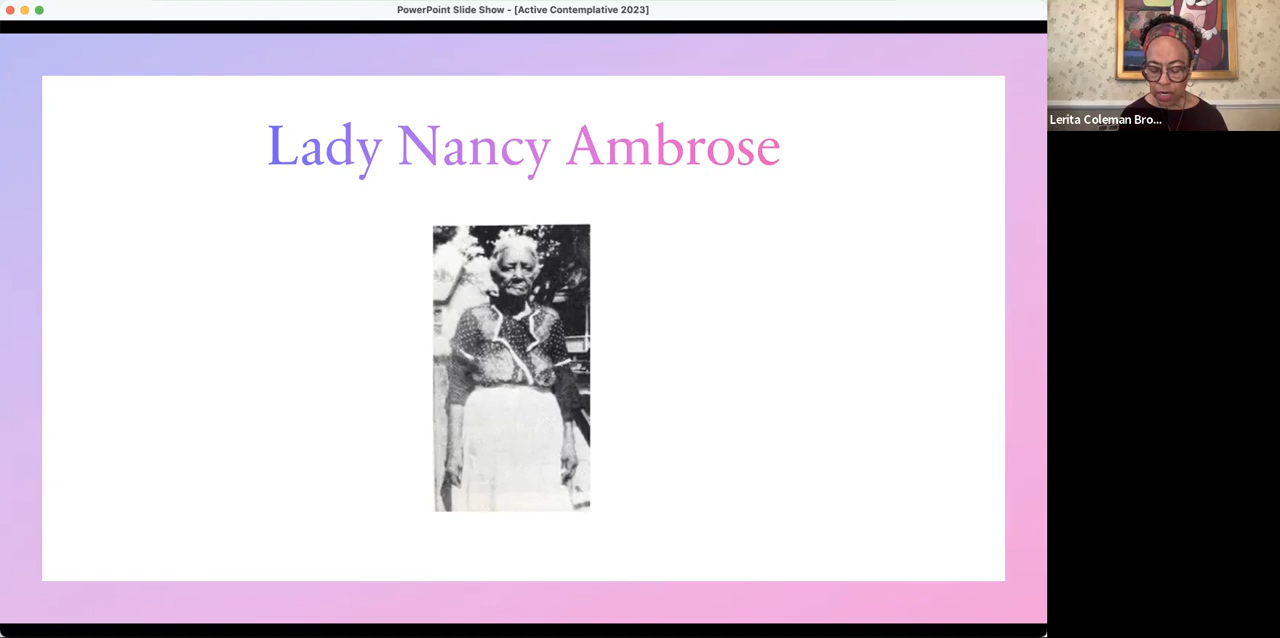 PowerPoint Slide Show - [Active Contemplative 2023]
Lady Nancy Ambrose
Lerita Coleman Bro...